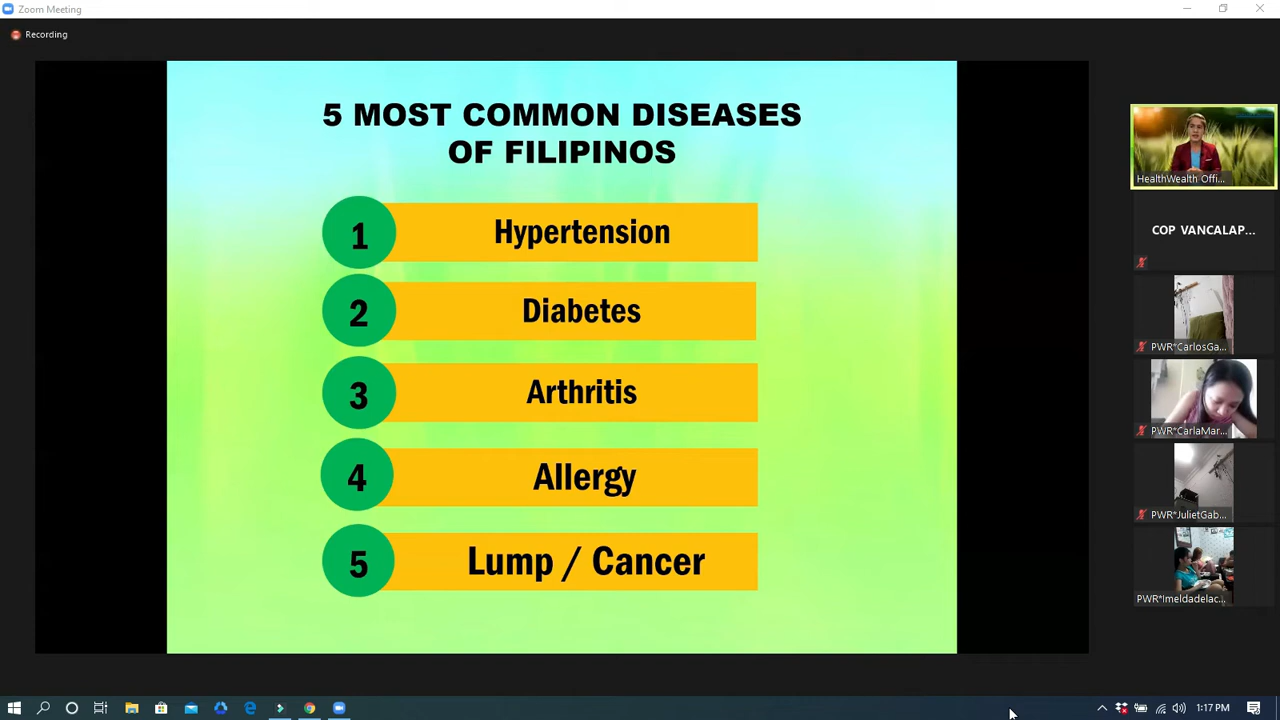 Zoom Meeting
Recording
5 MOST COMMON DISEASES
OF FILIPINOS
1 Hypertension
2 Diabetes
3 Arthritis
4 Allergy
5 Lump / Cancer
HealthWealth Offi...
COP VANCALAP...
PWR*CarlosGa...
PWR*CarlaMar...
PWR*JulietGab...
PWR*Imeldadelac...
1:17 PM